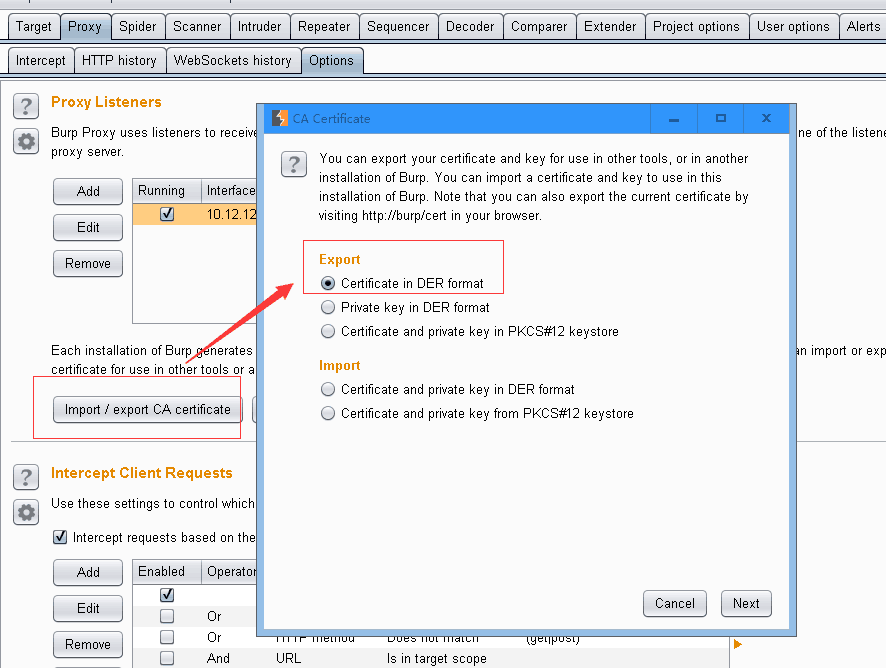 Target Proxy Spider Scanner Intruder Repeater Sequencer Decoder Comparer Extender Project options User options Alerts
Intercept HTTP history WebSockets history Options
Proxy Listeners
Burp Proxy uses listeners to receive
ne of the listene
proxy server.
Add
Edit
Remove
Running Interface
10.12.12
Each installation of Burp generates
an import or exp
certificate for use in other tools or a
Import / export CA certificate
CA Certificate
You can export your certificate and key for use in other tools, or in another
installation of Burp. You can import a certificate and key to use in this
installation of Burp. Note that you can also export the current certificate by
visiting http://burp/cert in your browser.
Export
Certificate in DER format
Private key in DER format
Certificate and private key in PKCS#12 keystore
Import
Certificate and private key in DER format
Certificate and private key from PKCS#12 keystore
Cancel Next
Intercept Client Requests
Use these settings to control which
Intercept requests based on the
Add
Edit
Remove
Enabled Operator
Or
Or HTTP method Does not match (get|post)
And URL Is in target scope